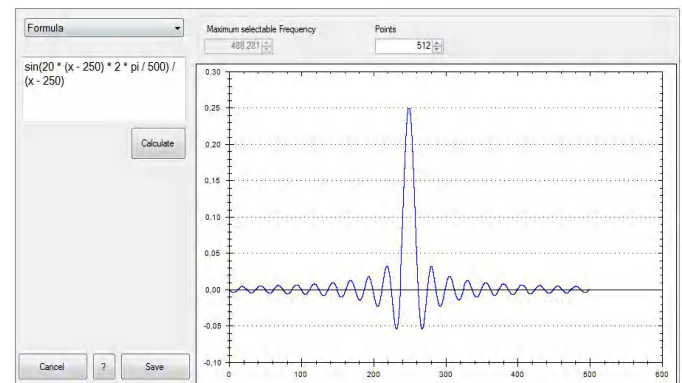 Formula
sin(20 * (x - 250) * 2 * pi / 500) /
(x - 250)
Calculate
Cancel
?
Save
Maximum selectable Frequency
488.281
Points
512
0,30
0,25
0,20
0,15
0,10
0,05
0,00
-0,05
-0,10
0
100
200
300
400
500
600